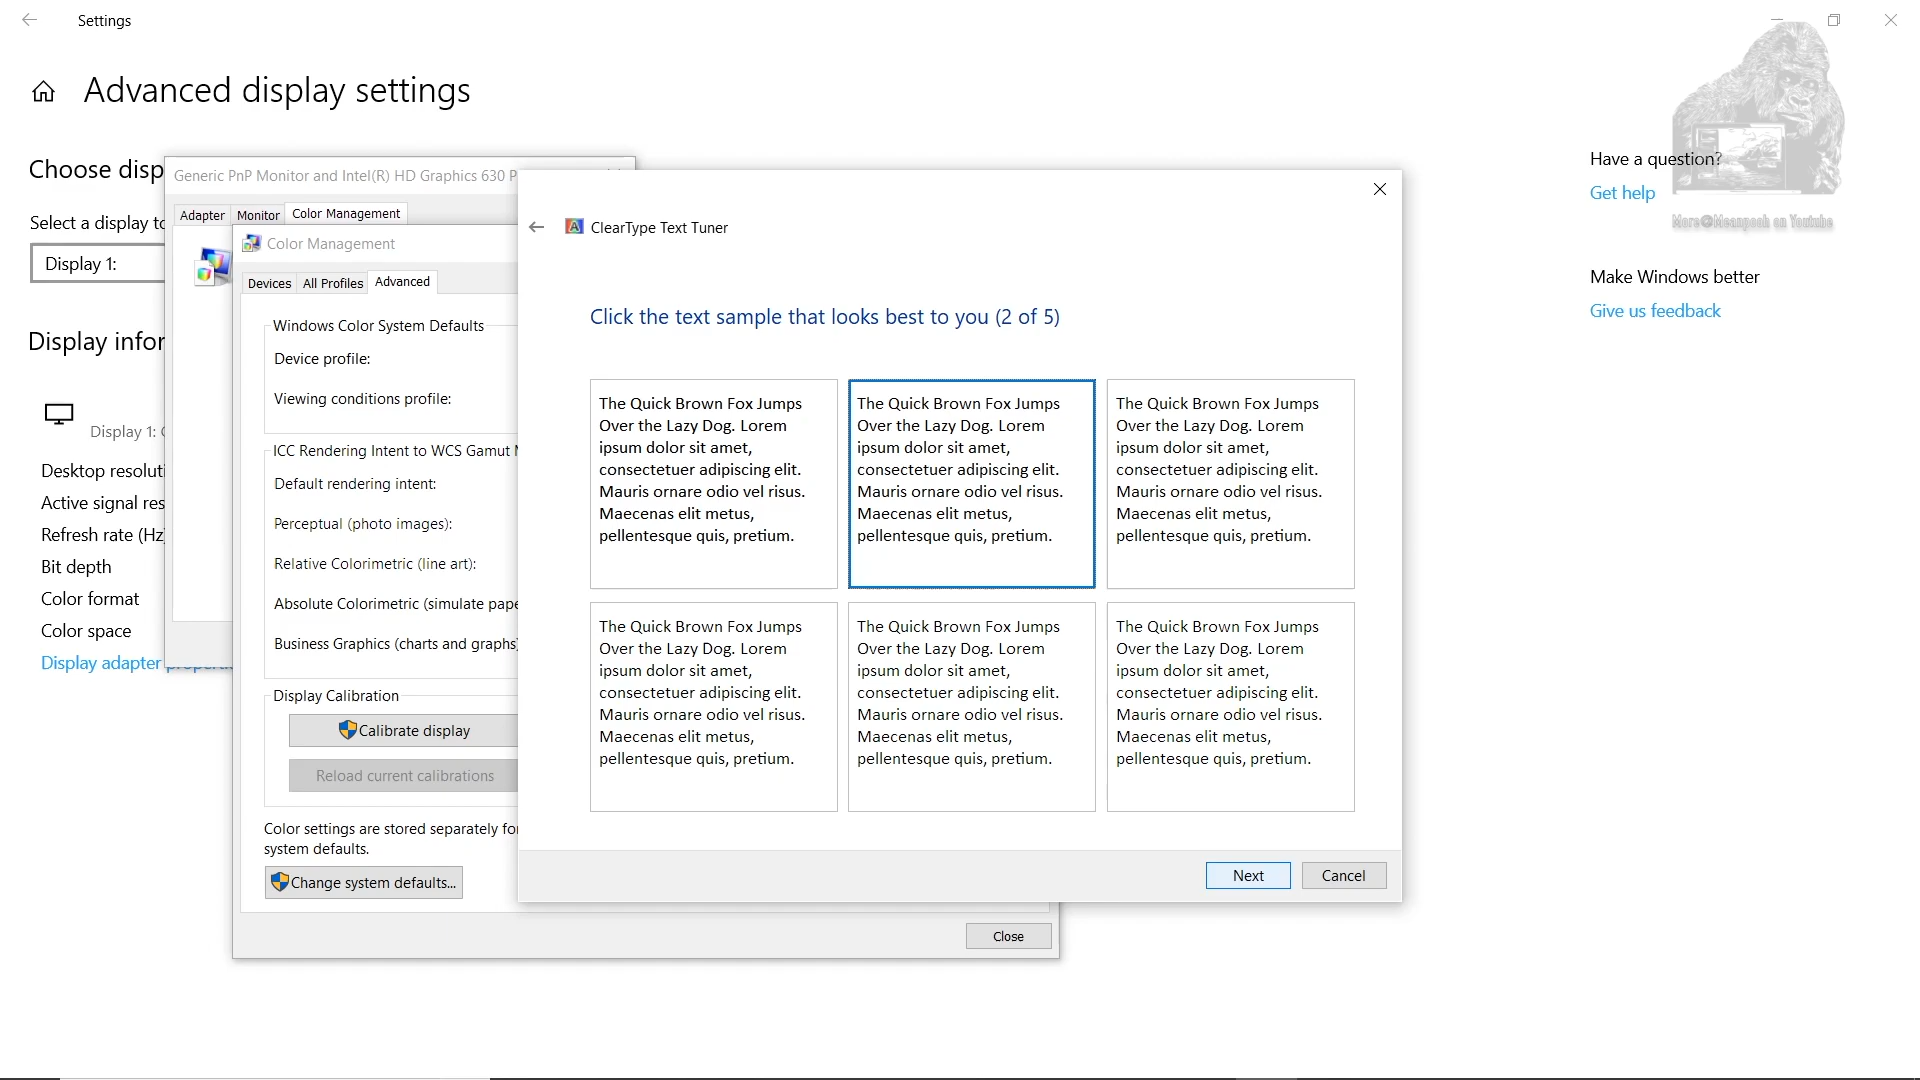 Settings
Advanced display settings
Choose disp
Select a display to
Display 1:
Display infor
Display 1:
Desktop resoluti
Active signal res
Refresh rate (Hz)
Bit depth
Color format
Color space
Display adapter properti
Generic PnP Monitor and Intel(R) HD Graphics 630 P
Adapter Monitor Color Management
Color Management
Devices All Profiles Advanced
Windows Color System Defaults
Device profile:
Viewing conditions profile:
ICC Rendering Intent to WCS Gamut
Default rendering intent:
Perceptual (photo images):
Relative Colorimetric (line art):
Absolute Colorimetric (simulate pape
Business Graphics (charts and graphs)
Display Calibration
Calibrate display
Reload current calibrations
Color settings are stored separately for
system defaults.
Change system defaults...
Close
ClearType Text Tuner
Click the text sample that looks best to you (2 of 5)
The Quick Brown Fox Jumps
Over the Lazy Dog. Lorem
ipsum dolor sit amet,
consectetuer adipiscing elit.
Mauris ornare odio vel risus.
Maecenas elit metus,
pellentesque quis, pretium.
The Quick Brown Fox Jumps
Over the Lazy Dog. Lorem
ipsum dolor sit amet,
consectetuer adipiscing elit.
Mauris ornare odio vel risus.
Maecenas elit metus,
pellentesque quis, pretium.
The Quick Brown Fox Jumps
Over the Lazy Dog. Lorem
ipsum dolor sit amet,
consectetuer adipiscing elit.
Mauris ornare odio vel risus.
Maecenas elit metus,
pellentesque quis, pretium.
The Quick Brown Fox Jumps
Over the Lazy Dog. Lorem
ipsum dolor sit amet,
consectetuer adipiscing elit.
Mauris ornare odio vel risus.
Maecenas elit metus,
pellentesque quis, pretium.
The Quick Brown Fox Jumps
Over the Lazy Dog. Lorem
ipsum dolor sit amet,
consectetuer adipiscing elit.
Mauris ornare odio vel risus.
Maecenas elit metus,
pellentesque quis, pretium.
The Quick Brown Fox Jumps
Over the Lazy Dog. Lorem
ipsum dolor sit amet,
consectetuer adipiscing elit.
Mauris ornare odio vel risus.
Maecenas elit metus,
pellentesque quis, pretium.
Next Cancel
Have a question?
Get help
More@Meanpooh on Youtube
Make Windows better
Give us feedback